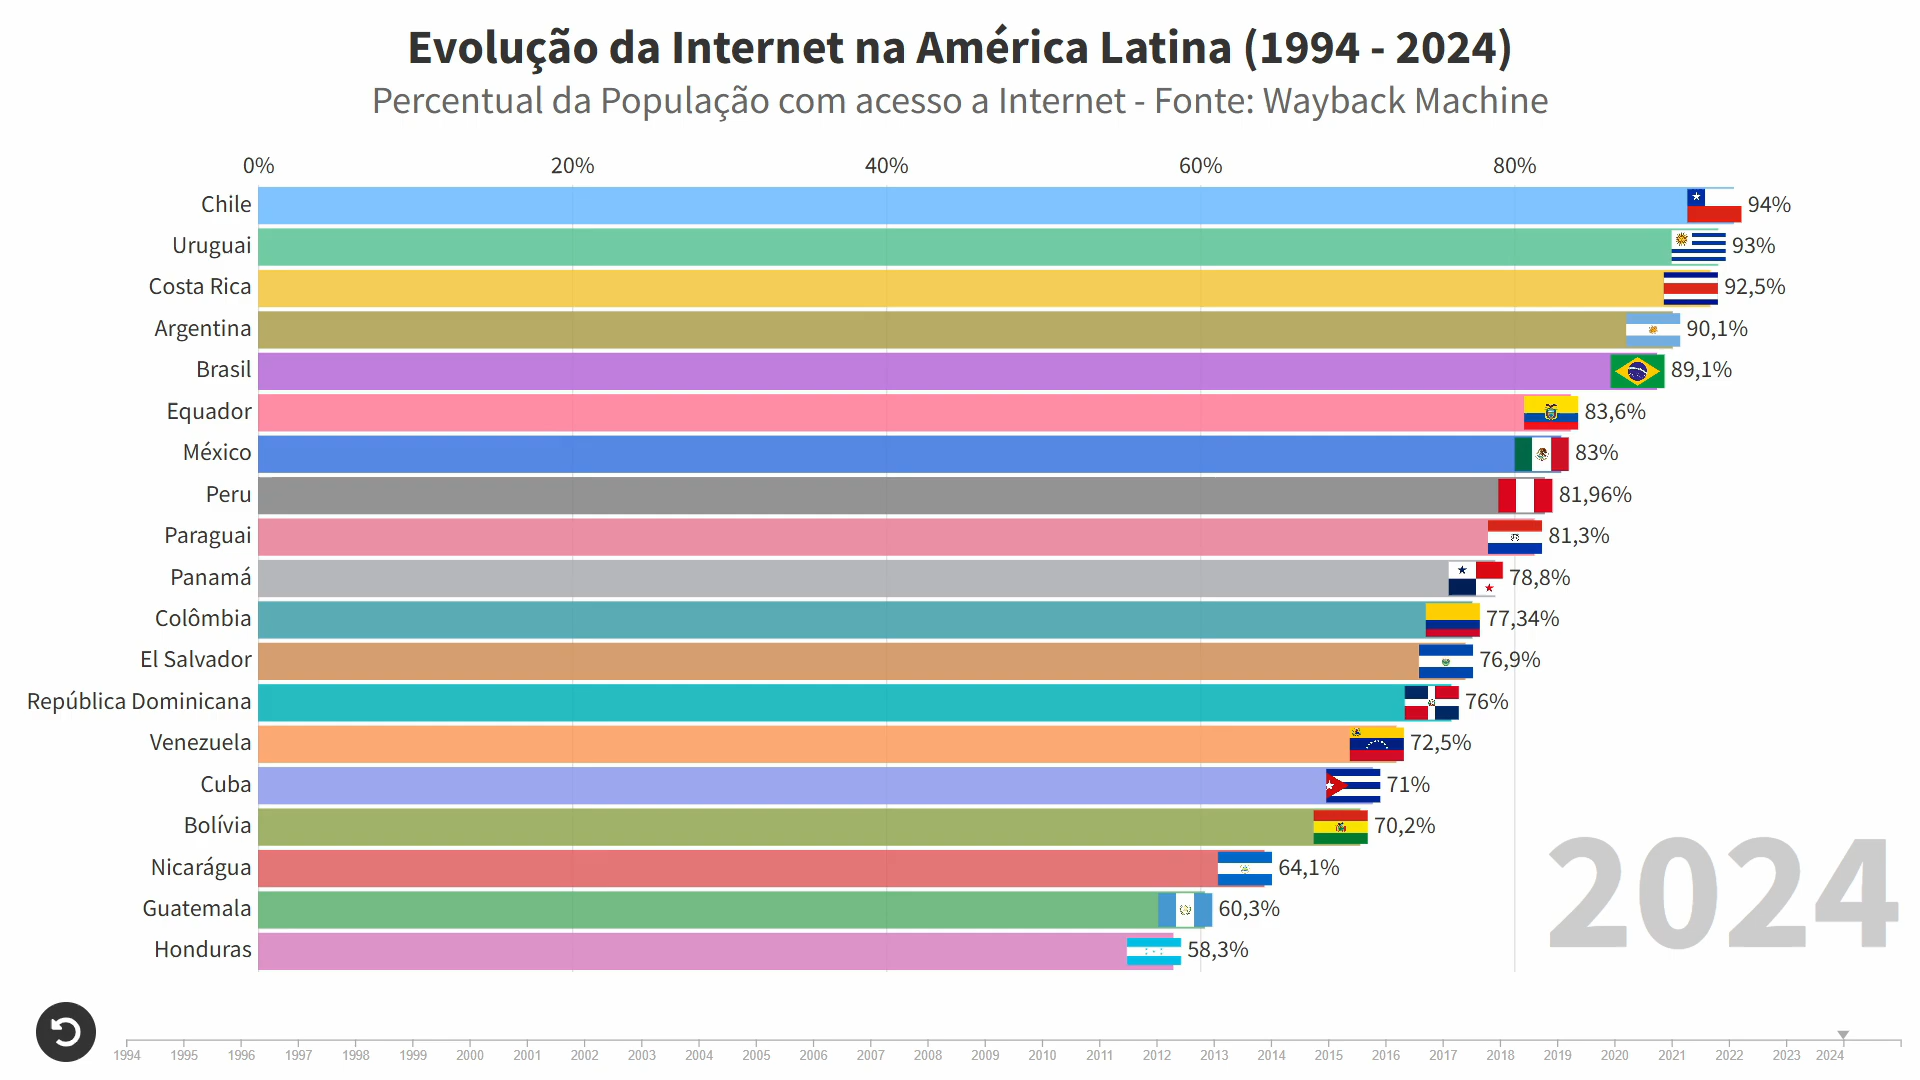 Evolução da Internet na América Latina (1994 - 2024)
Percentual da População com acesso a Internet - Fonte: Wayback Machine
0% 20% 40% 60% 80%
Chile 94%
Uruguai 93%
Costa Rica 92,5%
Argentina 90,1%
Brasil 89,1%
Equador 83,6%
México 83%
Peru 81,96%
Paraguai 81,3%
Panamá 78,8%
Colômbia 77,34%
El Salvador 76,9%
República Dominicana 76%
Venezuela 72,5%
Cuba 71%
Bolívia 70,2%
Nicarágua 64,1%
Guatemala 60,3%
Honduras 58,3%
2024
1994 1995 1996 1997 1998 1999 2000 2001 2002 2003 2004 2005 2006 2007 2008 2009 2010 2011 2012 2013 2014 2015 2016 2017 2018 2019 2020 2021 2022 2023 2024